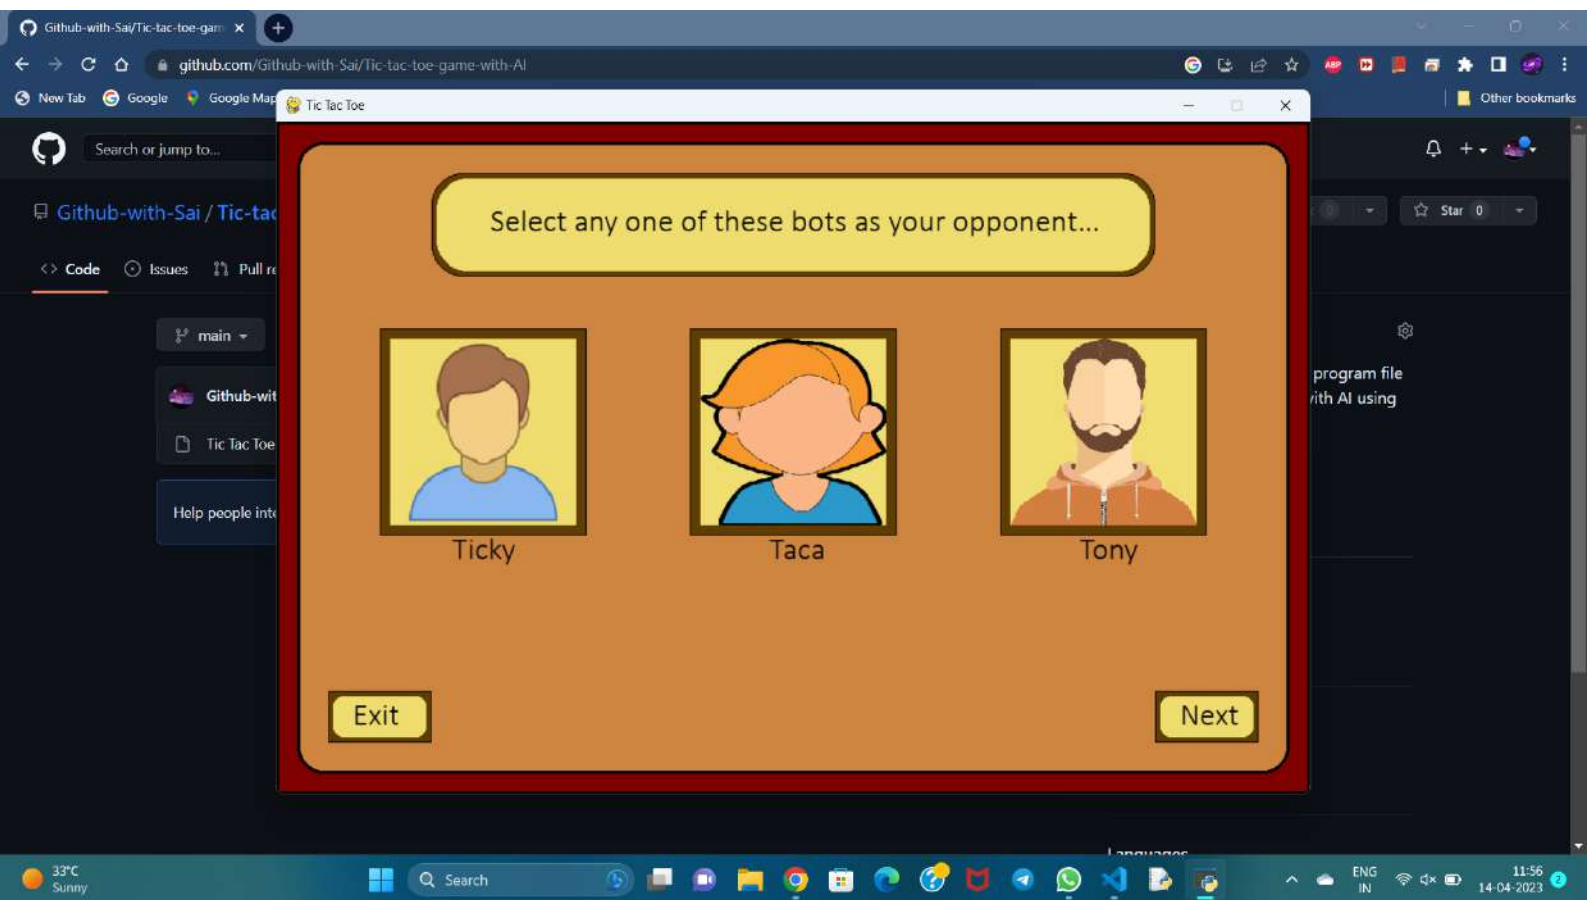 Github-with-Sai/Tic-tac-toe-gam
github.com/Github-with-Sai/Tic-tac-toe-game-with-AI
New Tab
Google
Google Map
Other bookmarks
Tic Tac Toe
Search or jump to...
Github-with-Sai / Tic-tac
Star 0
Code
Issues
Pull re
Select any one of these bots as your opponent...
main
program file
Github-wit
with AI using
Tic Tac Toe
Help people inte
Ticky
Taca
Tony
Exit
Next
Languages
33°C
Sunny
Search
ENG
IN
11:56
14-04-2023
2